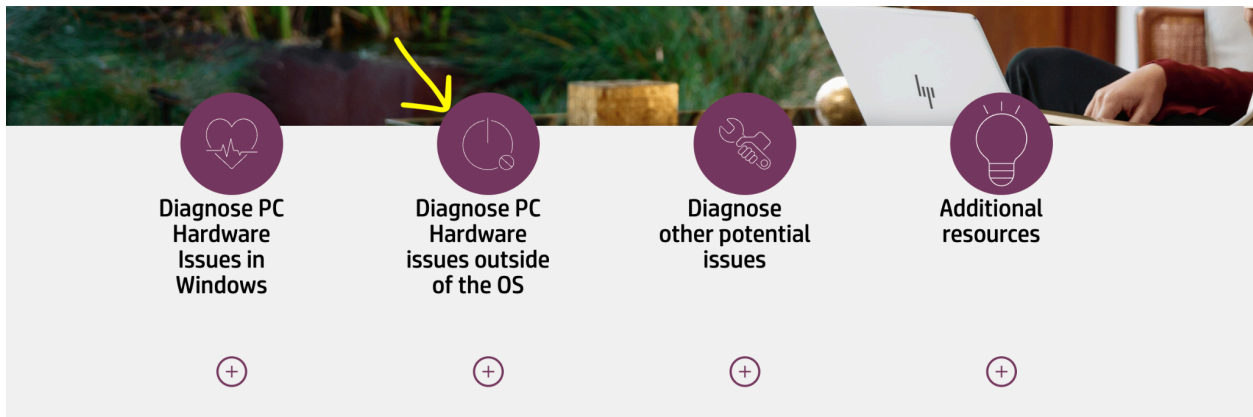 hp
Diagnose PC
Hardware
Issues in
Windows
Diagnose PC
Hardware
issues outside
of the OS
Diagnose
other potential
issues
Additional
resources